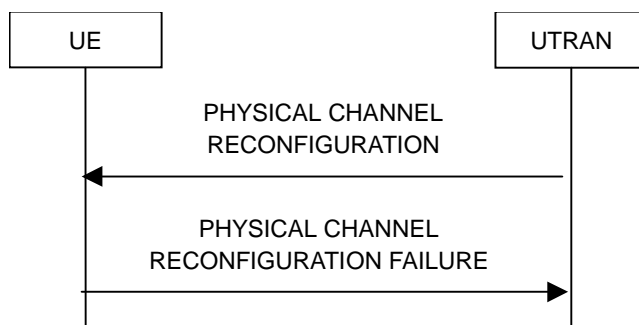 UE
UTRAN
PHYSICAL CHANNEL
RECONFIGURATION
PHYSICAL CHANNEL
RECONFIGURATION FAILURE